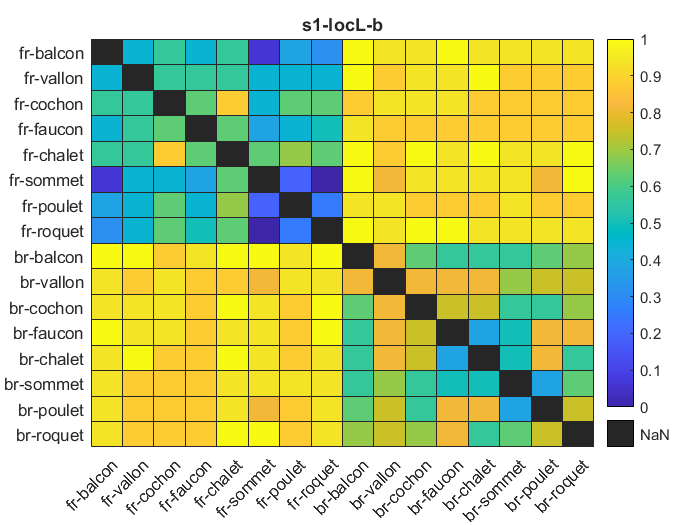 s1-locL-b
fr-balcon
fr-vallon
fr-cochon
fr-faucon
fr-chalet
fr-sommet
fr-poulet
fr-roquet
br-balcon
br-vallon
br-cochon
br-faucon
br-chalet
br-sommet
br-poulet
br-roquet
fr-balcon
fr-vallon
fr-cochon
fr-faucon
fr-chalet
fr-sommet
fr-poulet
fr-roquet
br-balcon
br-vallon
br-cochon
br-faucon
br-chalet
br-sommet
br-poulet
br-roquet
1
0.9
0.8
0.7
0.6
0.5
0.4
0.3
0.2
0.1
0
NaN